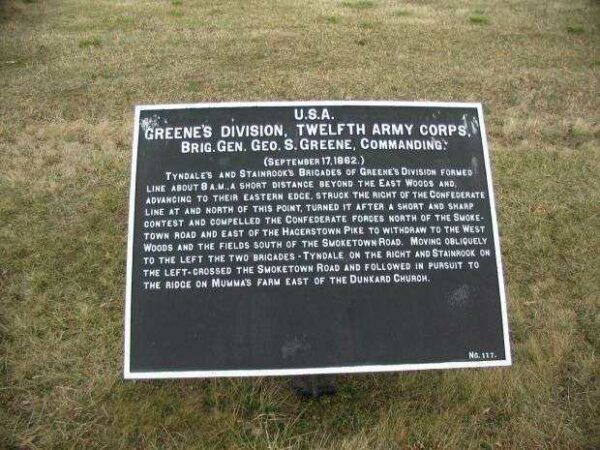 U.S.A.
GREENE'S DIVISION, TWELFTH ARMY CORPS,
BRIG. GEN. GEO. S. GREENE, COMMANDING.
(SEPTEMBER 17, 1862.)
TYNDALE'S AND STAINROOK'S BRIGADES OF GREENE'S DIVISION FORMED
LINE ABOUT 8 A.M., A SHORT DISTANCE BEYOND THE EAST WOODS AND,
ADVANCING TO THEIR EASTERN EDGE, STRUCK THE RIGHT OF THE CONFEDERATE
LINE AT AND NORTH OF THIS POINT, TURNED IT AFTER A SHORT AND SHARP
CONTEST AND COMPELLED THE CONFEDERATE FORCES NORTH OF THE SMOKE-
TOWN ROAD AND EAST OF THE HAGERSTOWN PIKE TO WITHDRAW TO THE WEST
WOODS AND THE FIELDS SOUTH OF THE SMOKETOWN ROAD. MOVING OBLIQUELY
TO THE LEFT THE TWO BRIGADES - TYNDALE ON THE RIGHT AND STAINROOK ON
THE LEFT - CROSSED THE SMOKETOWN ROAD AND FOLLOWED IN PURSUIT TO
THE RIDGE ON MUMMA'S FARM EAST OF THE DUNKARD CHURCH.
NO. 117.